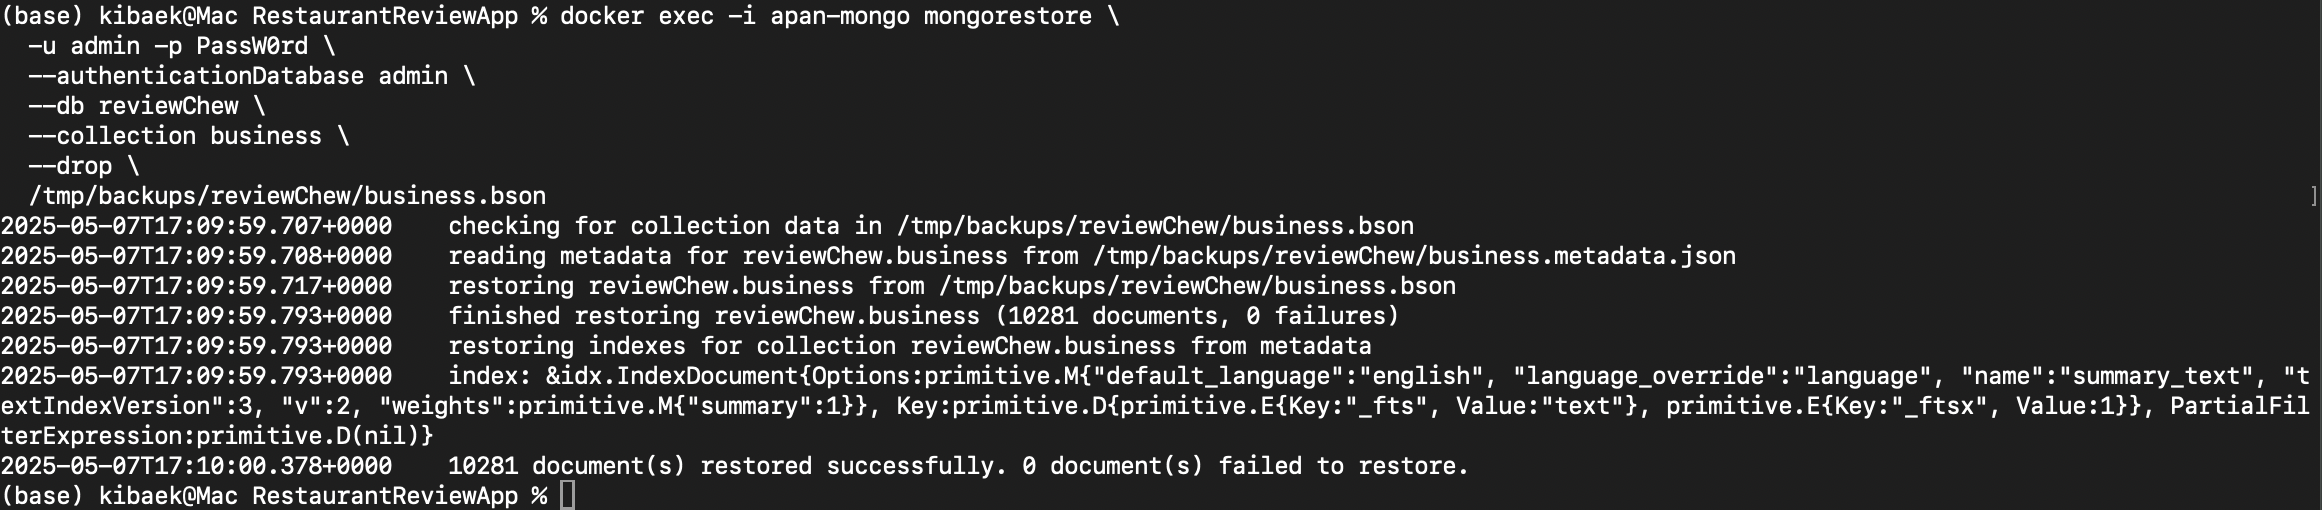 (base) kibaek@Mac RestaurantReviewApp % docker exec -i apan-mongo mongorestore \
  -u admin -p PassW0rd \
  --authenticationDatabase admin \
  --db reviewChew \
  --collection business \
  --drop \
  /tmp/backups/reviewChew/business.bson ]
2025-05-07T17:09:59.707+0000    checking for collection data in /tmp/backups/reviewChew/business.bson
2025-05-07T17:09:59.708+0000    reading metadata for reviewChew.business from /tmp/backups/reviewChew/business.metadata.json
2025-05-07T17:09:59.717+0000    restoring reviewChew.business from /tmp/backups/reviewChew/business.bson
2025-05-07T17:09:59.793+0000    finished restoring reviewChew.business (10281 documents, 0 failures)
2025-05-07T17:09:59.793+0000    restoring indexes for collection reviewChew.business from metadata
2025-05-07T17:09:59.793+0000    index: &idx.IndexDocument{Options:primitive.M{"default_language":"english", "language_override":"language", "name":"summary_text", "t
extIndexVersion":3, "v":2, "weights":primitive.M{"summary":1}}, Key:primitive.D{primitive.E{Key:"_fts", Value:"text"}, primitive.E{Key:"_ftsx", Value:1}}, PartialFil
terExpression:primitive.D(nil)}
2025-05-07T17:10:00.378+0000    10281 document(s) restored successfully. 0 document(s) failed to restore.
(base) kibaek@Mac RestaurantReviewApp %